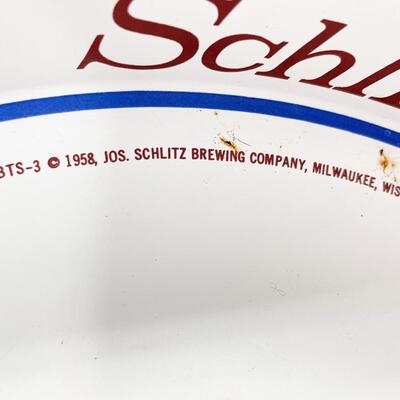 Schl
BTS-3 © 1958, JOS. SCHLITZ BREWING COMPANY, MILWAUKEE, WIS